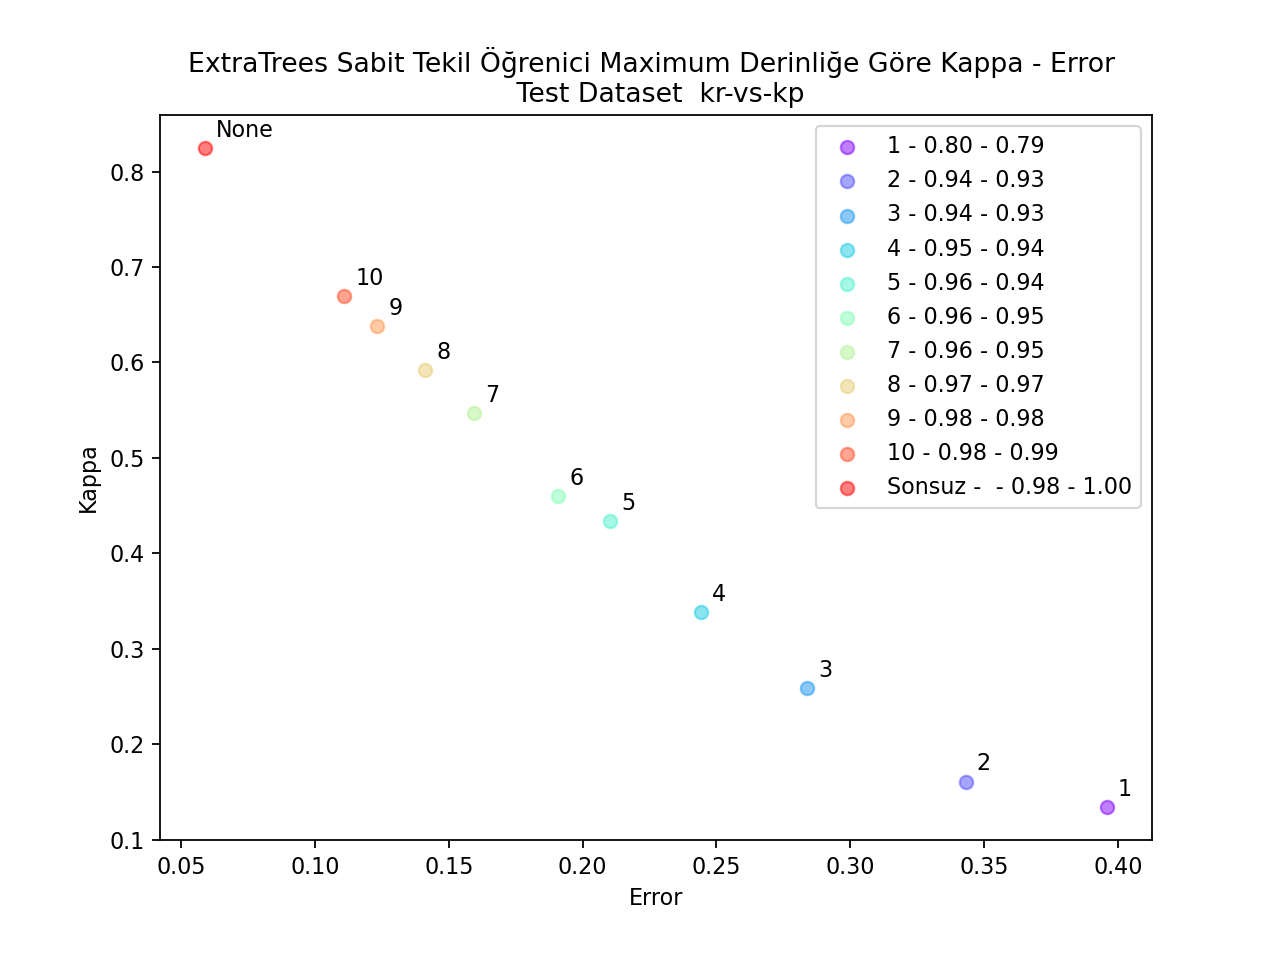 ExtraTrees Sabit Tekil Öğrenici Maximum Derinliğe Göre Kappa - Error
Test Dataset  kr-vs-kp
None
10
9
8
7
6
5
4
3
2
1
1 - 0.80 - 0.79
2 - 0.94 - 0.93
3 - 0.94 - 0.93
4 - 0.95 - 0.94
5 - 0.96 - 0.94
6 - 0.96 - 0.95
7 - 0.96 - 0.95
8 - 0.97 - 0.97
9 - 0.98 - 0.98
10 - 0.98 - 0.99
Sonsuz -  - 0.98 - 1.00
Kappa
0.8
0.7
0.6
0.5
0.4
0.3
0.2
0.1
0.05 0.10 0.15 0.20 0.25 0.30 0.35 0.40
Error